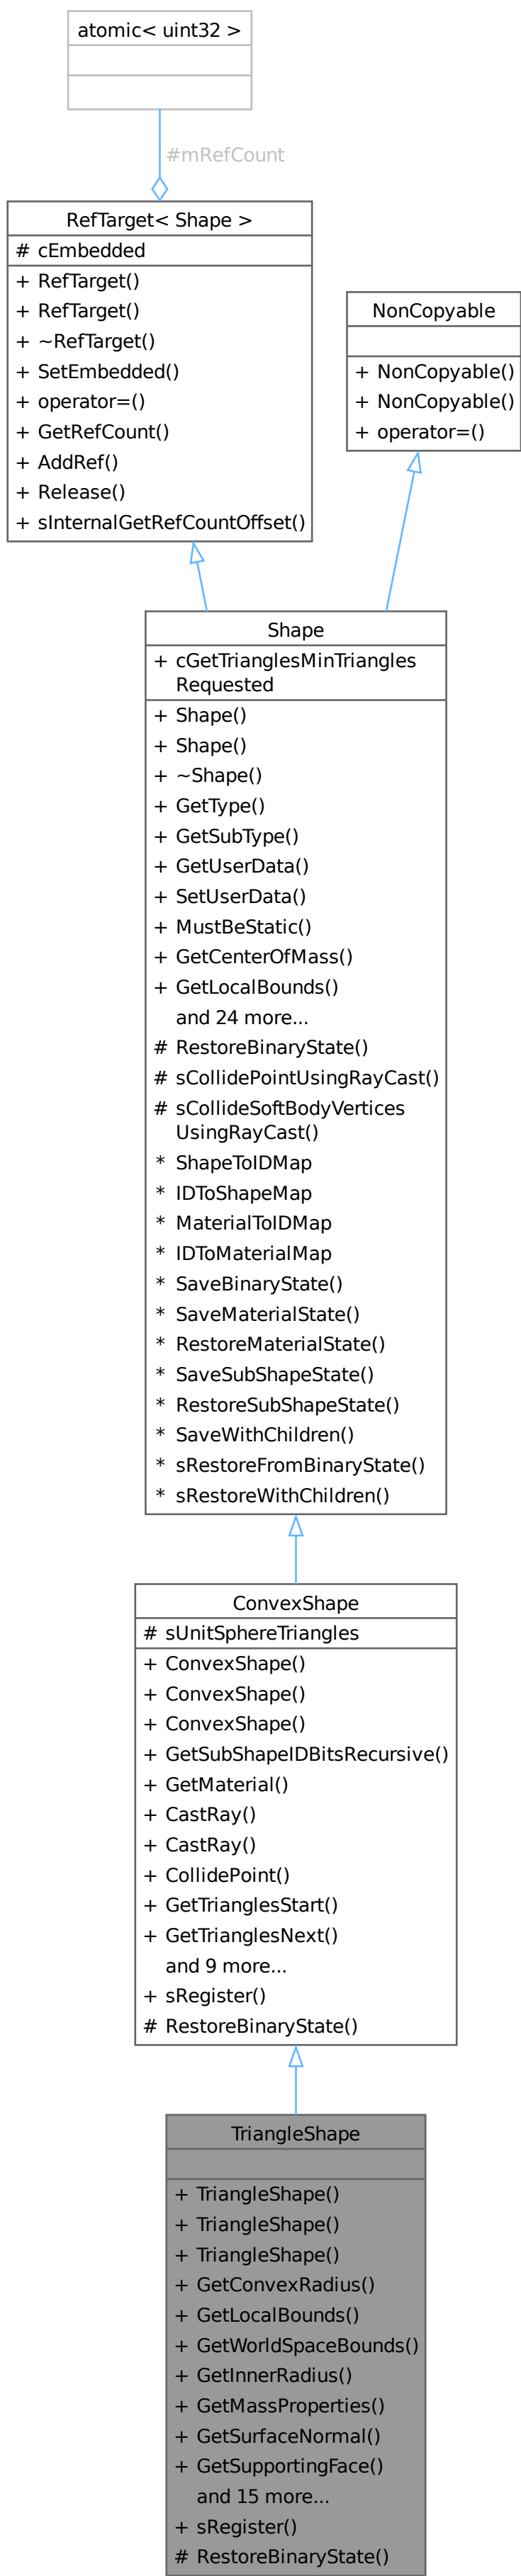 atomic< uint32 >
#mRefCount
RefTarget< Shape >
# cEmbedded
+ RefTarget()
+ RefTarget()
+ ~RefTarget()
+ SetEmbedded()
+ operator=()
+ GetRefCount()
+ AddRef()
+ Release()
+ sInternalGetRefCountOffset()
NonCopyable
+ NonCopyable()
+ NonCopyable()
+ operator=()
Shape
+ cGetTrianglesMinTriangles
Requested
+ Shape()
+ Shape()
+ ~Shape()
+ GetType()
+ GetSubType()
+ GetUserData()
+ SetUserData()
+ MustBeStatic()
+ GetCenterOfMass()
+ GetLocalBounds()
and 24 more...
# RestoreBinaryState()
# sCollidePointUsingRayCast()
# sCollideSoftBodyVertices
UsingRayCast()
* ShapeToIDMap
* IDToShapeMap
* MaterialToIDMap
* IDToMaterialMap
* SaveBinaryState()
* SaveMaterialState()
* RestoreMaterialState()
* SaveSubShapeState()
* RestoreSubShapeState()
* SaveWithChildren()
* sRestoreFromBinaryState()
* sRestoreWithChildren()
ConvexShape
# sUnitSphereTriangles
+ ConvexShape()
+ ConvexShape()
+ ConvexShape()
+ GetSubShapeIDBitsRecursive()
+ GetMaterial()
+ CastRay()
+ CastRay()
+ CollidePoint()
+ GetTrianglesStart()
+ GetTrianglesNext()
and 9 more...
+ sRegister()
# RestoreBinaryState()
TriangleShape
+ TriangleShape()
+ TriangleShape()
+ TriangleShape()
+ GetConvexRadius()
+ GetLocalBounds()
+ GetWorldSpaceBounds()
+ GetInnerRadius()
+ GetMassProperties()
+ GetSurfaceNormal()
+ GetSupportingFace()
and 15 more...
+ sRegister()
# RestoreBinaryState()